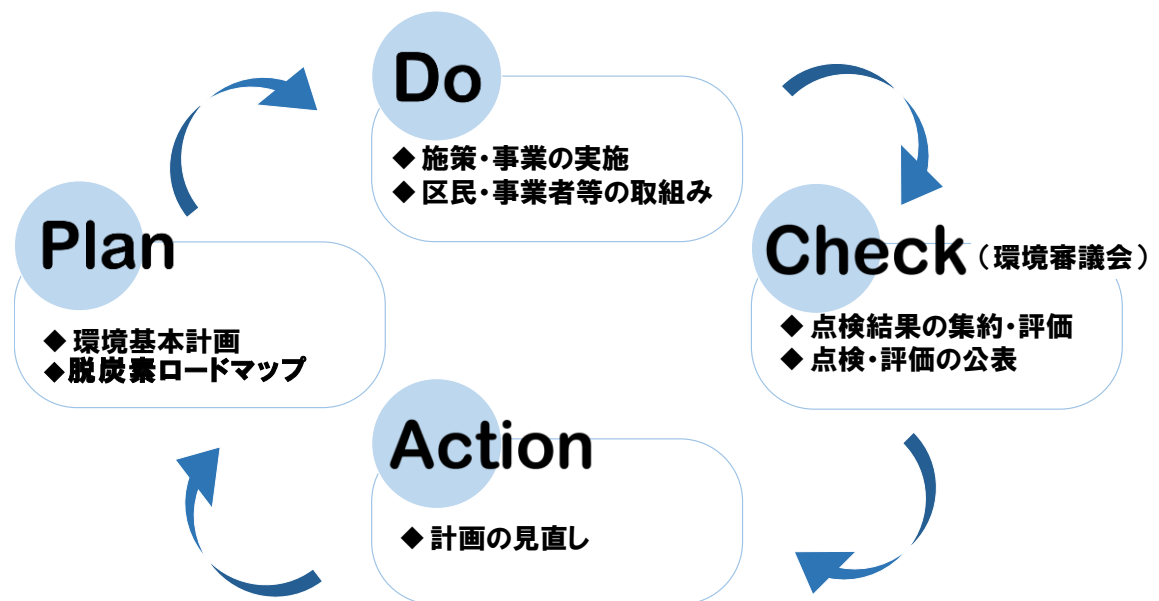 Do
◆ 施策・事業の実施
◆ 区民・事業者等の取組み
Plan
◆ 環境基本計画
◆脱炭素ロードマップ
Check（環境審議会）
◆ 点検結果の集約・評価
◆ 点検・評価の公表
Action
◆ 計画の見直し